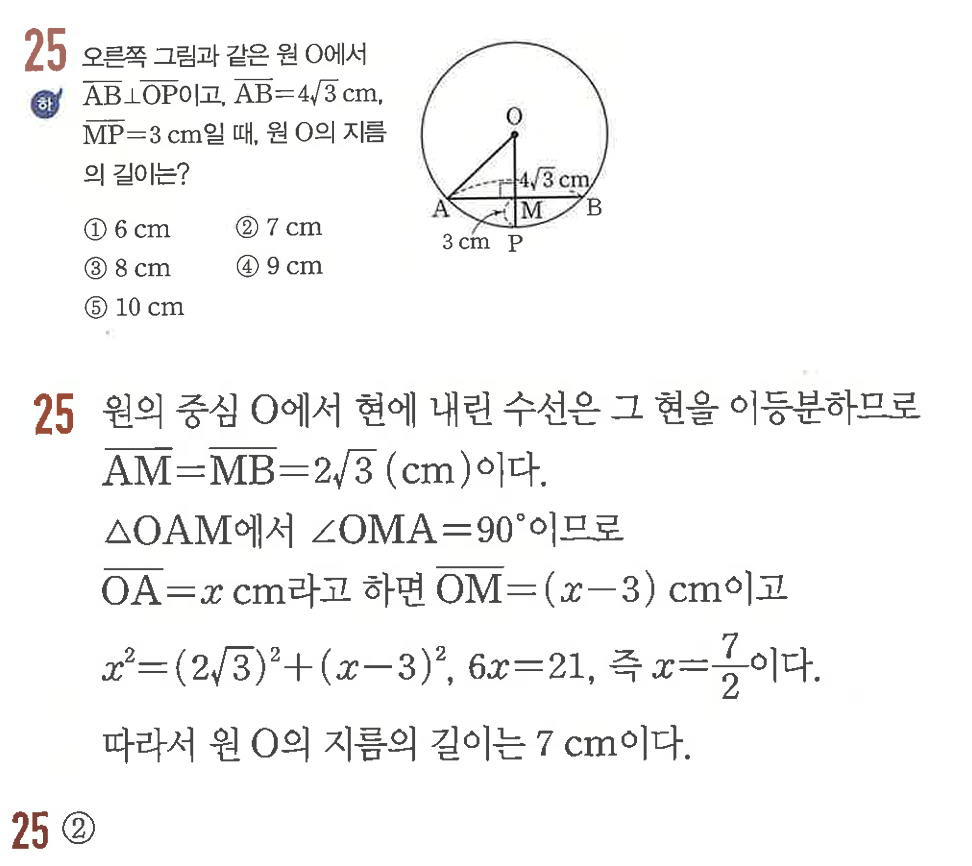 25 오른쪽 그림과 같은 원 O에서
하 AB⊥OP이고, AB=4√3 cm,
MP=3 cm일 때, 원 O의 지름
의 길이는?
① 6 cm ② 7 cm
③ 8 cm ④ 9 cm
⑤ 10 cm
O
4√3 cm
A M B
3 cm P
25 원의 중심 O에서 현에 내린 수선은 그 현을 이등분하므로
AM=MB=2√3 (cm)이다.
△OAM에서 ∠OMA=90°이므로
OA=x cm라고 하면 OM=(x-3) cm이고
x²=(2√3)²+(x-3)², 6x=21, 즉 x=7/2이다.
따라서 원 O의 지름의 길이는 7 cm이다.
25 ②